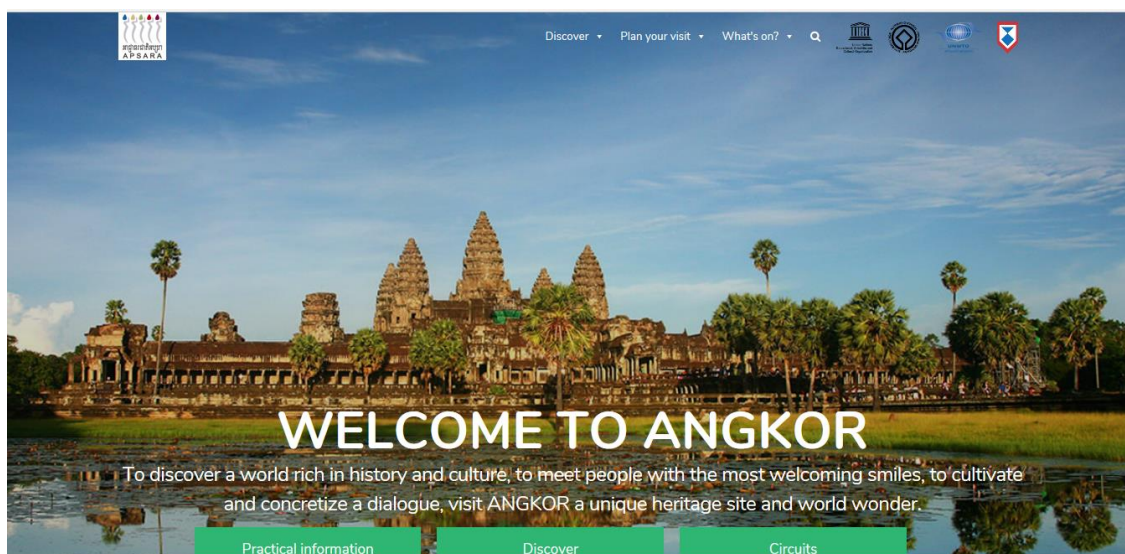 APSARA
Discover
Plan your visit
What's on?
WELCOME TO ANGKOR
To discover a world rich in history and culture, to meet people with the most welcoming smiles, to cultivate
and concretize a dialogue, visit ANGKOR a unique heritage site and world wonder.
Practical information
Discover
Circuits